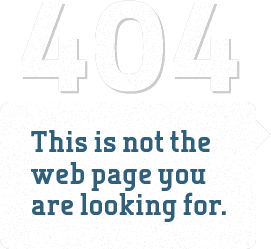 404
This is not the
web page you
are looking for.